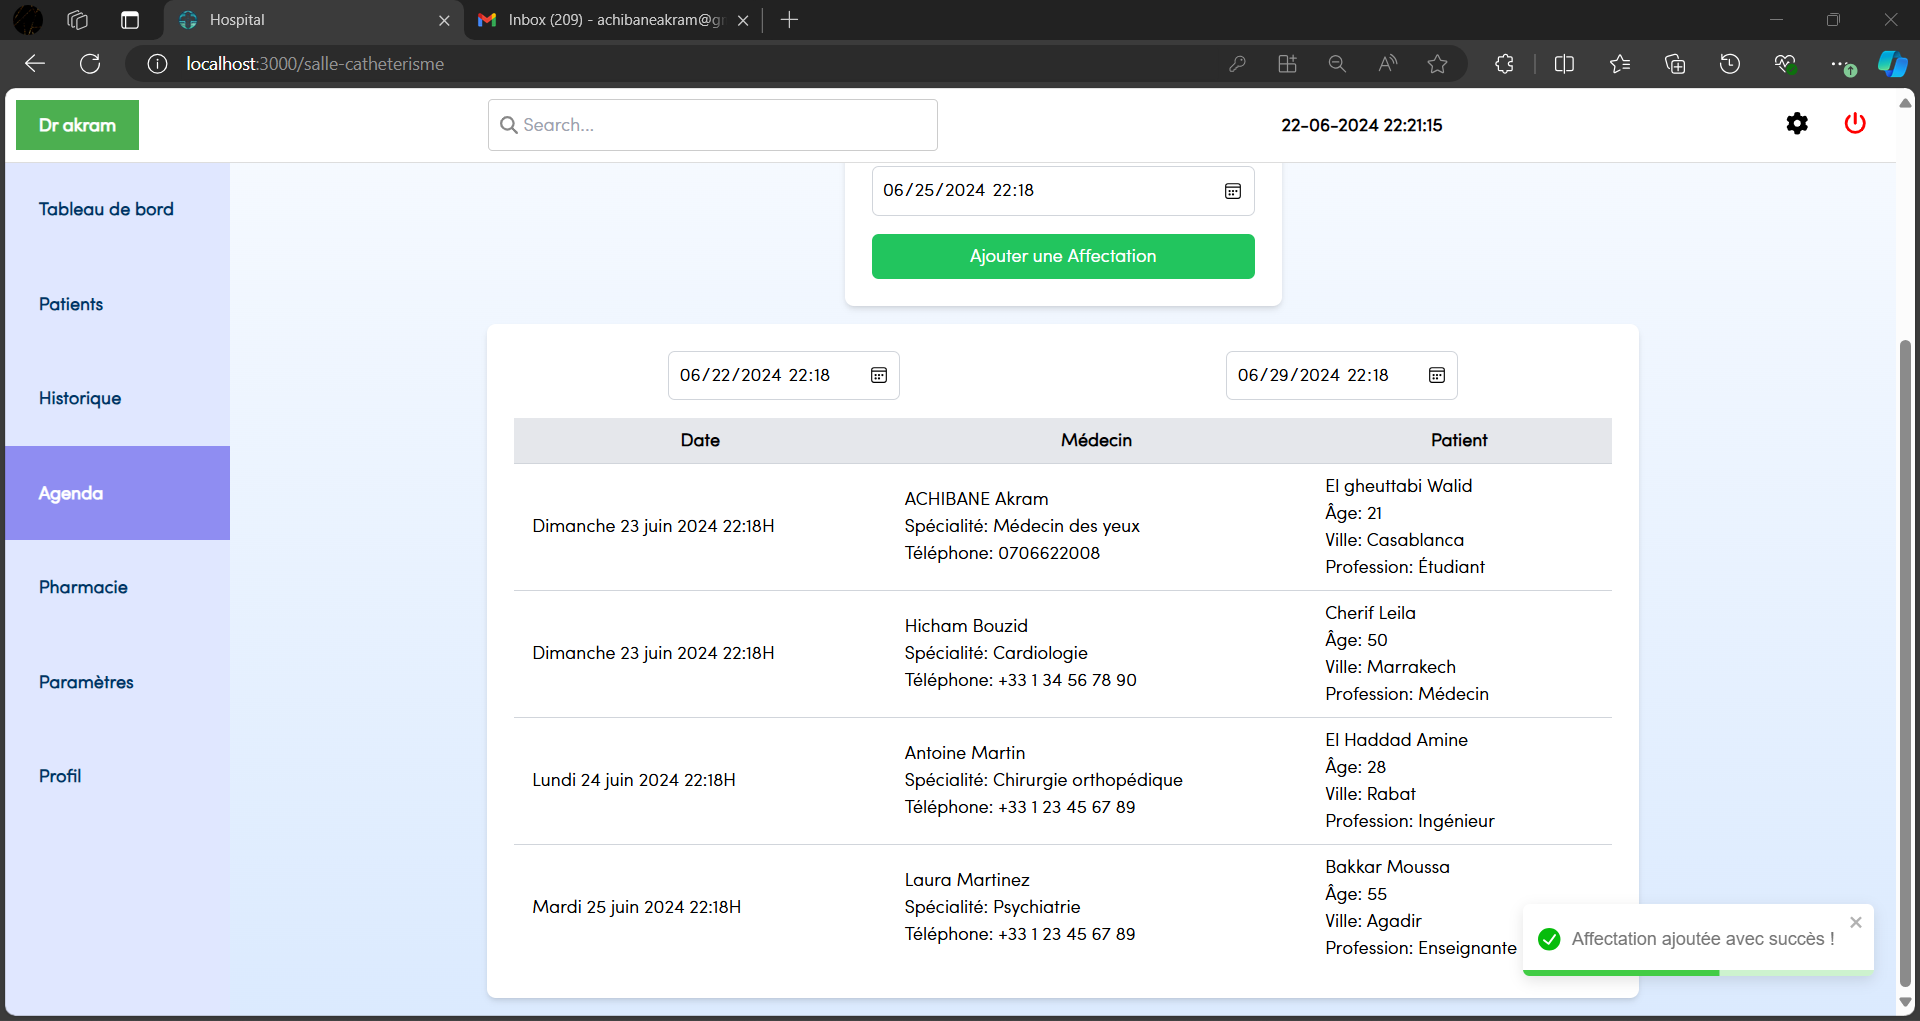 Hospital
Inbox (209) - achibaneakram@g
localhost:3000/salle-catheterisme
Dr akram
Search...
22-06-2024 22:21:15
Tableau de bord
Patients
Historique
Agenda
Pharmacie
Paramètres
Profil
06/25/2024 22:18
Ajouter une Affectation
06/22/2024 22:18
06/29/2024 22:18
Date Médecin Patient
Dimanche 23 juin 2024 22:18H
ACHIBANE Akram
Spécialité: Médecin des yeux
Téléphone: 0706622008
El gheuttabi Walid
Âge: 21
Ville: Casablanca
Profession: Étudiant
Dimanche 23 juin 2024 22:18H
Hicham Bouzid
Spécialité: Cardiologie
Téléphone: +33 1 34 56 78 90
Cherif Leila
Âge: 50
Ville: Marrakech
Profession: Médecin
Lundi 24 juin 2024 22:18H
Antoine Martin
Spécialité: Chirurgie orthopédique
Téléphone: +33 1 23 45 67 89
El Haddad Amine
Âge: 28
Ville: Rabat
Profession: Ingénieur
Mardi 25 juin 2024 22:18H
Laura Martinez
Spécialité: Psychiatrie
Téléphone: +33 1 23 45 67 89
Bakkar Moussa
Âge: 55
Ville: Agadir
Profession: Enseignante
Affectation ajoutée avec succès !